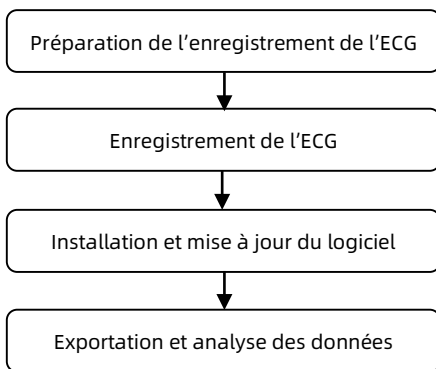 Préparation de l’enregistrement de l’ECG
Enregistrement de l’ECG
Installation et mise à jour du logiciel
Exportation et analyse des données